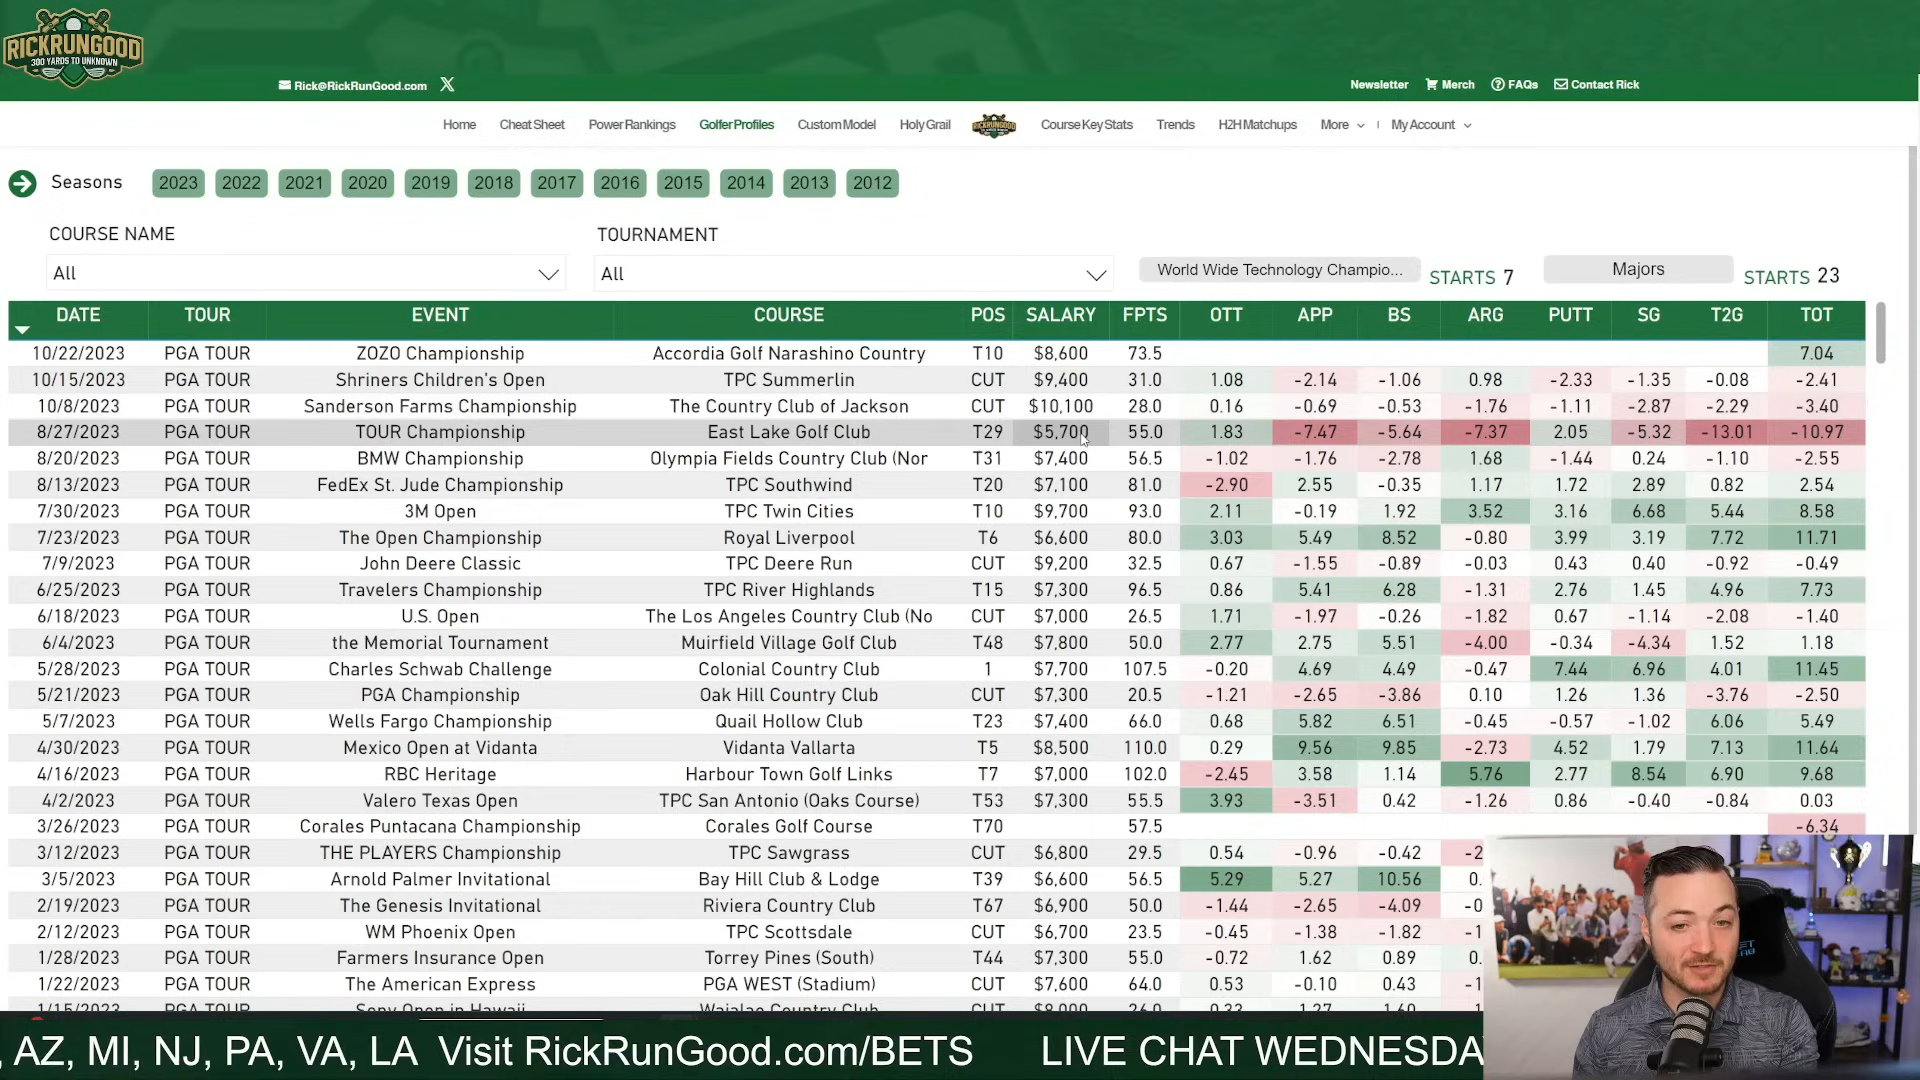 RICKRUNGOOD
300 YARDS TO UNKNOWN
Rick@RickRunGood.com
Newsletter Merch FAQs Contact Rick
Home Cheat Sheet Power Rankings Golfer Profiles Custom Model Holy Grail RICKRUNGOOD Course Key Stats Trends H2H Matchups More | My Account
Seasons 2023 2022 2021 2020 2019 2018 2017 2016 2015 2014 2013 2012
COURSE NAME TOURNAMENT
All All World Wide Technology Champio... STARTS 7 Majors STARTS 23
DATE TOUR EVENT COURSE POS SALARY FPTS OTT APP BS ARG PUTT SG T2G TOT
10/22/2023 PGA TOUR ZOZO Championship Accordia Golf Narashino Country T10 $8,600 73.5 7.04
10/15/2023 PGA TOUR Shriners Children's Open TPC Summerlin CUT $9,400 31.0 1.08 -2.14 -1.06 0.98 -2.33 -1.35 -0.08 -2.41
10/8/2023 PGA TOUR Sanderson Farms Championship The Country Club of Jackson CUT $10,100 28.0 0.16 -0.69 -0.53 -1.76 -1.11 -2.87 -2.29 -3.40
8/27/2023 PGA TOUR TOUR Championship East Lake Golf Club T29 $5,700 55.0 1.83 -7.47 -5.64 -7.37 2.05 -5.32 -13.01 -10.97
8/20/2023 PGA TOUR BMW Championship Olympia Fields Country Club (Nor T31 $7,400 56.5 -1.02 -1.76 -2.78 1.68 -1.44 0.24 -1.10 -2.55
8/13/2023 PGA TOUR FedEx St. Jude Championship TPC Southwind T20 $7,100 81.0 -2.90 2.55 -0.35 1.17 1.72 2.89 0.82 2.54
7/30/2023 PGA TOUR 3M Open TPC Twin Cities T10 $9,700 93.0 2.11 -0.19 1.92 3.52 3.16 6.68 5.44 8.58
7/23/2023 PGA TOUR The Open Championship Royal Liverpool T6 $6,600 80.0 3.03 5.49 8.52 -0.80 3.99 3.19 7.72 11.71
7/9/2023 PGA TOUR John Deere Classic TPC Deere Run CUT $9,200 32.5 0.67 -1.55 -0.89 -0.03 0.43 0.40 -0.92 -0.49
6/25/2023 PGA TOUR Travelers Championship TPC River Highlands T15 $7,300 96.5 0.86 5.41 6.28 -1.31 2.76 1.45 4.96 7.73
6/18/2023 PGA TOUR U.S. Open The Los Angeles Country Club (No CUT $7,000 26.5 1.71 -1.97 -0.26 -1.82 0.67 -1.14 -2.08 -1.40
6/4/2023 PGA TOUR the Memorial Tournament Muirfield Village Golf Club T48 $7,800 50.0 2.77 2.75 5.51 -4.00 -0.34 -4.34 1.52 1.18
5/28/2023 PGA TOUR Charles Schwab Challenge Colonial Country Club 1 $7,700 107.5 -0.20 4.69 4.49 -0.47 7.44 6.96 4.01 11.45
5/21/2023 PGA TOUR PGA Championship Oak Hill Country Club CUT $7,300 20.5 -1.21 -2.65 -3.86 0.10 1.26 1.36 -3.76 -2.50
5/7/2023 PGA TOUR Wells Fargo Championship Quail Hollow Club T23 $7,400 66.0 0.68 5.82 6.51 -0.45 -0.57 -1.02 6.06 5.49
4/30/2023 PGA TOUR Mexico Open at Vidanta Vidanta Vallarta T5 $8,500 110.0 0.29 9.56 9.85 -2.73 4.52 1.79 7.13 11.64
4/16/2023 PGA TOUR RBC Heritage Harbour Town Golf Links T7 $7,000 102.0 -2.45 3.58 1.14 5.76 2.77 8.54 6.90 9.68
4/2/2023 PGA TOUR Valero Texas Open TPC San Antonio (Oaks Course) T53 $7,300 55.5 3.93 -3.51 0.42 -1.26 0.86 -0.40 -0.84 0.03
3/26/2023 PGA TOUR Corales Puntacana Championship Corales Golf Course T70 57.5 -6.34
3/12/2023 PGA TOUR THE PLAYERS Championship TPC Sawgrass CUT $6,800 29.5 0.54 -0.96 -0.42 -2
3/5/2023 PGA TOUR Arnold Palmer Invitational Bay Hill Club & Lodge T39 $6,600 56.5 5.29 5.27 10.56 0.
2/19/2023 PGA TOUR The Genesis Invitational Riviera Country Club T67 $6,900 50.0 -1.44 -2.65 -4.09 -0
2/12/2023 PGA TOUR WM Phoenix Open TPC Scottsdale CUT $6,700 23.5 -0.45 -1.38 -1.82 -1
1/28/2023 PGA TOUR Farmers Insurance Open Torrey Pines (South) T44 $7,300 55.0 -0.72 1.62 0.89 0.
1/22/2023 PGA TOUR The American Express PGA WEST (Stadium) CUT $7,600 64.0 0.53 -0.10 0.43 -1
1/15/2023 PGA TOUR Sony Open in Hawaii Waialae Country Club CUT
, AZ, MI, NJ, PA, VA, LA Visit RickRunGood.com/BETS LIVE CHAT WEDNESDA